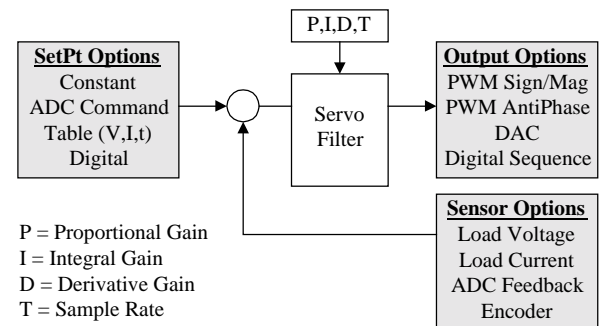 P,I,D,T
SetPt Options
Constant
ADC Command
Table (V,I,t)
Digital
Servo
Filter
Output Options
PWM Sign/Mag
PWM AntiPhase
DAC
Digital Sequence
Sensor Options
Load Voltage
Load Current
ADC Feedback
Encoder
P = Proportional Gain
I = Integral Gain
D = Derivative Gain
T = Sample Rate